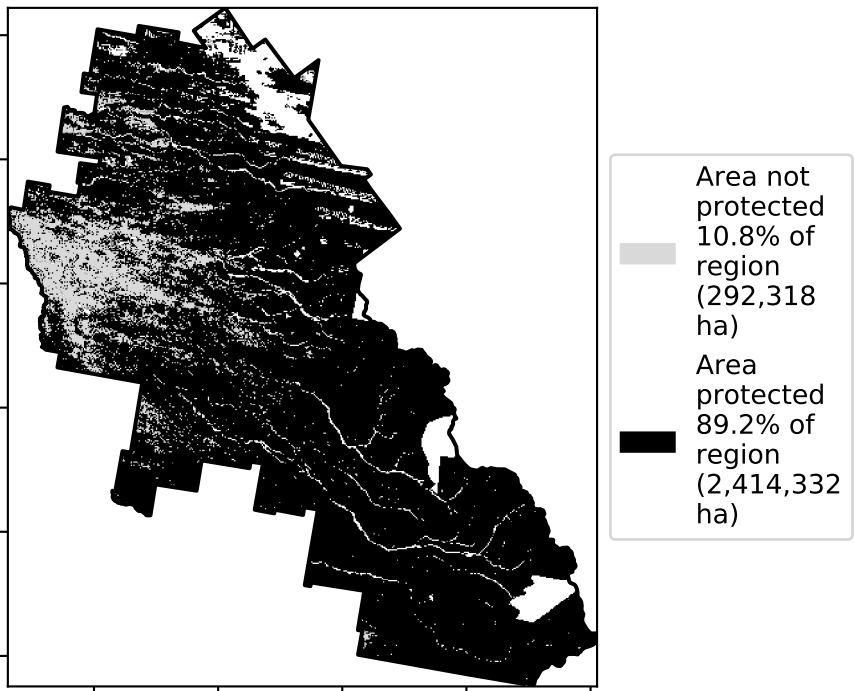 Area not
protected
10.8% of
region
(292,318
ha)
Area
protected
89.2% of
region
(2,414,332
ha)